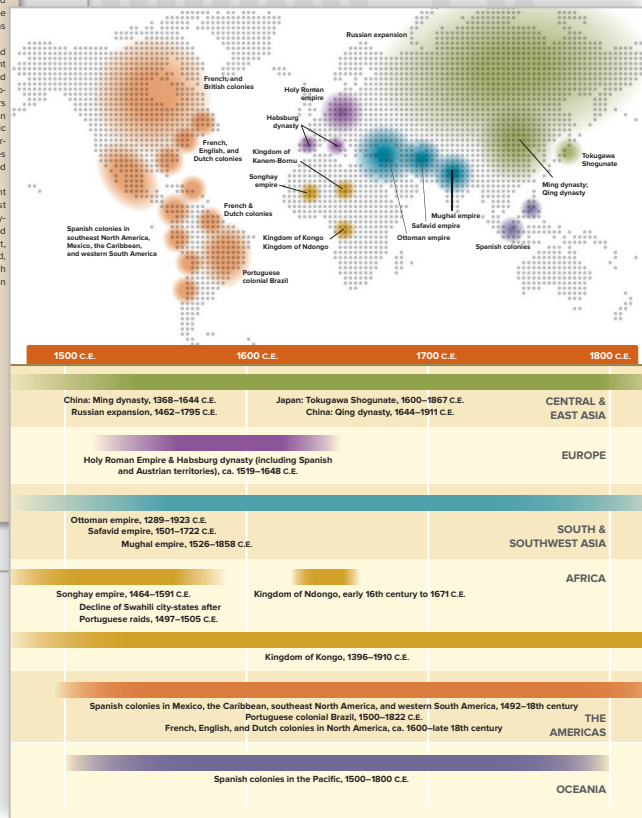 Russian expansion
French, and
British colonies
Holy Roman
empire
Habsburg
dynasty
French,
English, and
Dutch colonies
Kingdom of
Kanem-Bornu
Tokugawa
Shogunate
Songhay
empire
Ming dynasty;
Qing dynasty
French &
Dutch colonies
Mughal empire
Safavid empire
Spanish colonies in
southeast North America,
Mexico, the Caribbean,
and western South America
Kingdom of Kongo
Kingdom of Ndongo
Ottoman empire
Spanish colonies
Portuguese
colonial Brazil
1500 C.E.
1600 C.E.
1700 C.E.
1800 C.E.
China: Ming dynasty, 1368–1644 C.E.
Russian expansion, 1462–1795 C.E.
Japan: Tokugawa Shogunate, 1600–1867 C.E.
China: Qing dynasty, 1644–1911 C.E.
CENTRAL &
EAST ASIA
Holy Roman Empire & Habsburg dynasty (including Spanish
and Austrian territories), ca. 1519–1648 C.E.
EUROPE
Ottoman empire, 1289–1923 C.E.
Safavid empire, 1501–1722 C.E.
Mughal empire, 1526–1858 C.E.
SOUTH &
SOUTHWEST ASIA
AFRICA
Songhay empire, 1464–1591 C.E.
Decline of Swahili city-states after
Portuguese raids, 1497–1505 C.E.
Kingdom of Ndongo, early 16th century to 1671 C.E.
Kingdom of Kongo, 1396–1910 C.E.
Spanish colonies in Mexico, the Caribbean, southeast North America, and western South America, 1492–18th century
Portuguese colonial Brazil, 1500–1822 C.E.
French, English, and Dutch colonies in North America, ca. 1600–late 18th century
THE
AMERICAS
Spanish colonies in the Pacific, 1500–1800 C.E.
OCEANIA